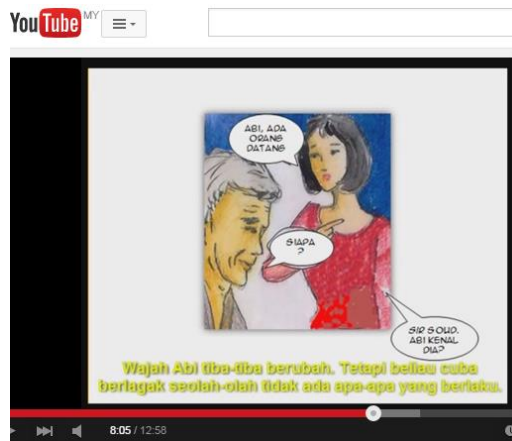 YouTube MY
ABI, ADA
ORANG
DATANG
SIAPA
?
SIR SOUD.
ABI KENAL
DIA?
Wajah Abi tiba-tiba berubah. Tetapi beliau cuba
berlagak seolah-olah tidak ada apa-apa yang berlaku.
8:05 / 12:58